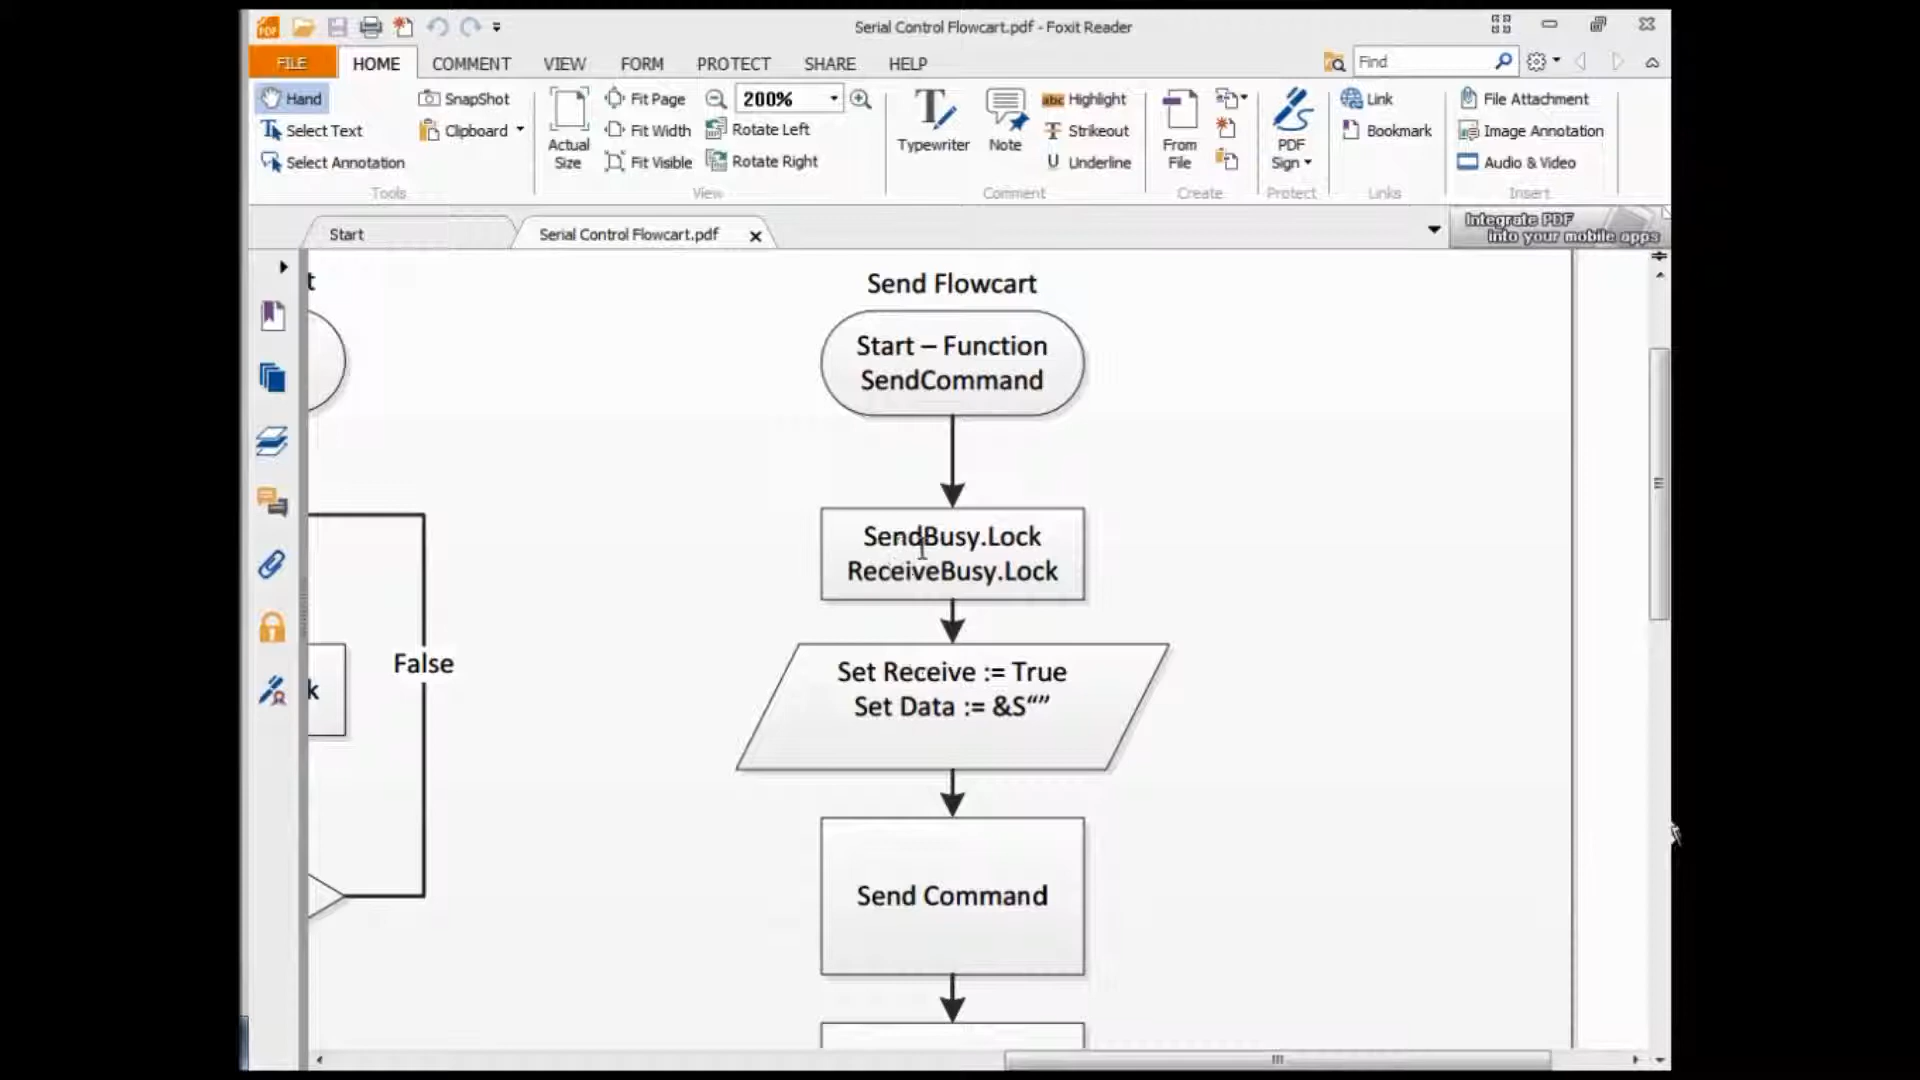 Serial Control Flowcart.pdf - Foxit Reader
FILE
HOME
COMMENT
VIEW
FORM
PROTECT
SHARE
HELP
Find
Hand
Select Text
Select Annotation
SnapShot
Clipboard
Tools
Actual
Size
Fit Page
Fit Width
Fit Visible
200%
Rotate Left
Rotate Right
View
Typewriter
Note
Highlight
Strikeout
Underline
Comment
From
File
Create
PDF
Sign
Protect
Link
Bookmark
Links
File Attachment
Image Annotation
Audio & Video
Insert
Start
Serial Control Flowcart.pdf
Integrate PDF
into your mobile apps
t
Send Flowcart
Start – Function
SendCommand
SendBusy.Lock
ReceiveBusy.Lock
False
k
Set Receive := True
Set Data := &S“”
Send Command